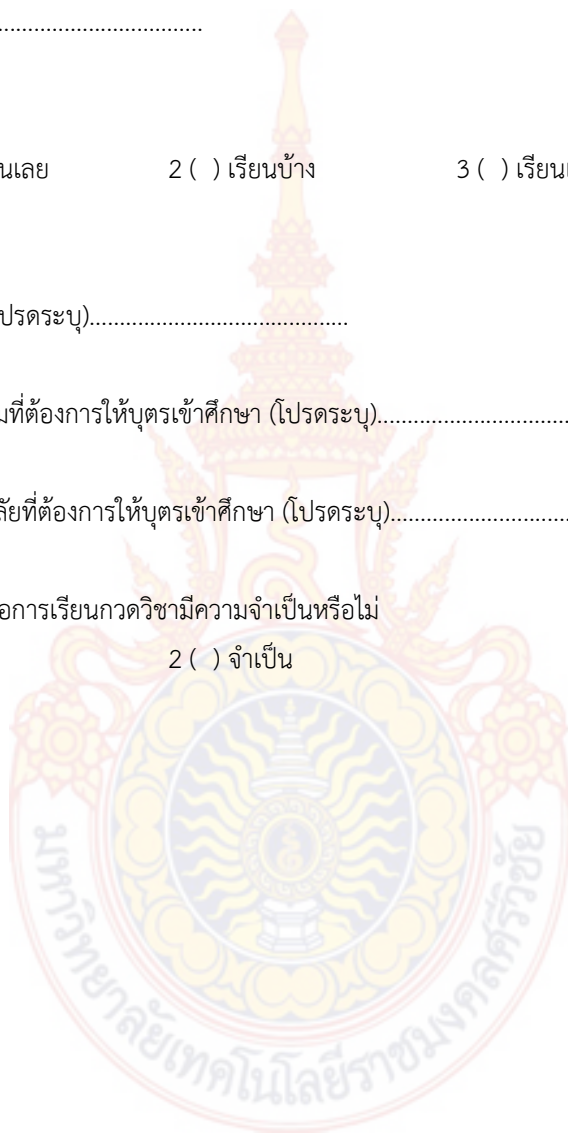 ..................................
นเลย 2 ( ) เรียนบ้าง 3 ( ) เรียน
ปรดระบุ)...........................................
มที่ต้องการให้บุตรเข้าศึกษา (โปรดระบุ)................................
ลัยที่ต้องการให้บุตรเข้าศึกษา (โปรดระบุ)..............................
อการเรียนกวดวิชามีความจำเป็นหรือไม่
2 ( ) จำเป็น
มหาวิทยาลัยเทคโนโลยีราชมงคลศรีวิชัย